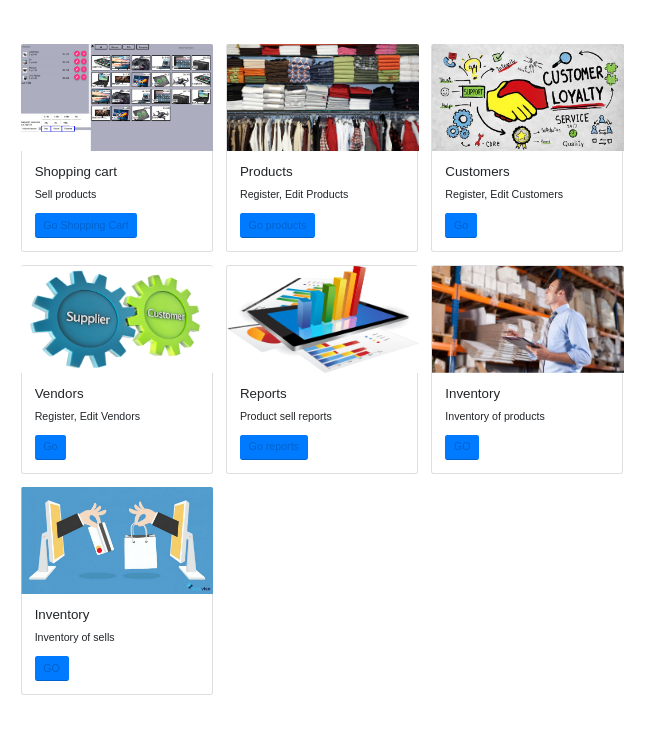 CUSTOMER
LOYALTY
SUPPORT
SERVICE
Quality
Shopping cart
Sell products
Go Shopping Cart
Products
Register, Edit Products
Go products
Customers
Register, Edit Customers
Go
Supplier
Customer
Vendors
Register, Edit Vendors
Go
Reports
Product sell reports
Go reports
Inventory
Inventory of products
GO
Inventory
Inventory of sells
GO